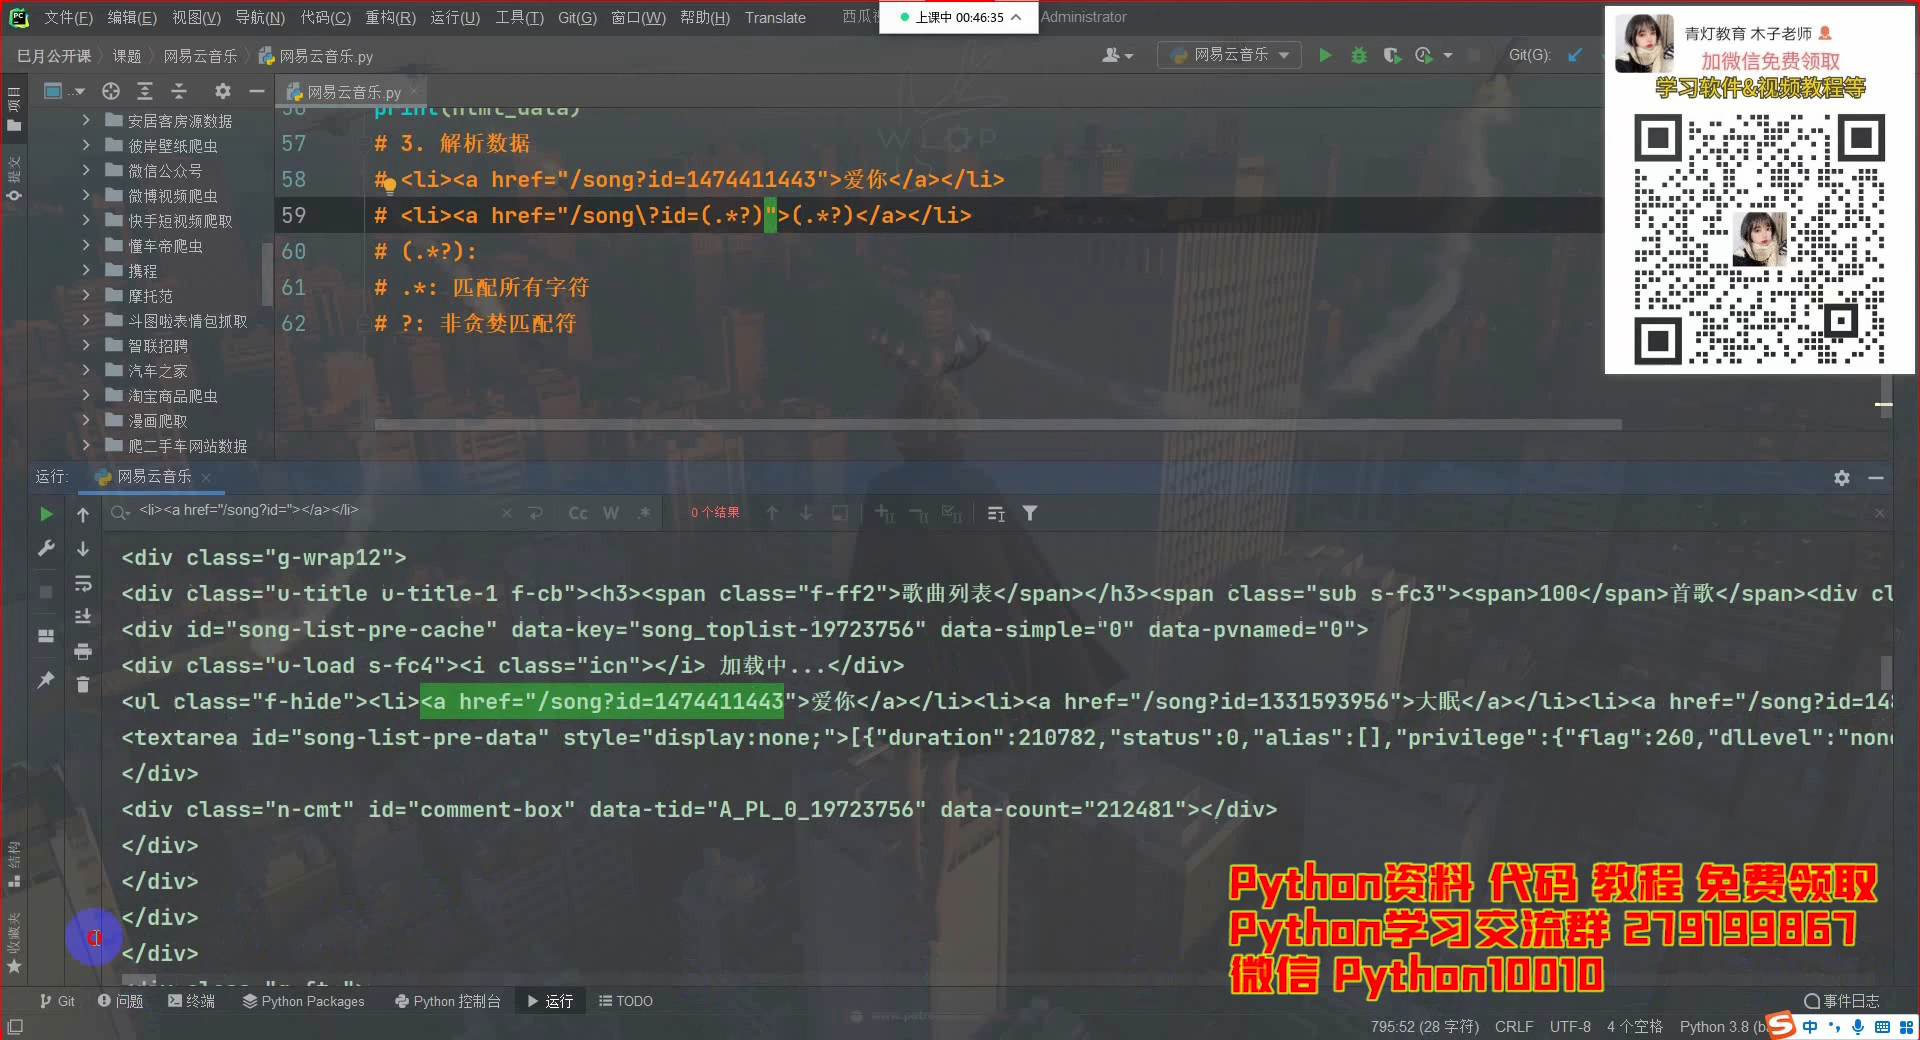 文件(F) 编辑(E) 视图(V) 导航(N) 代码(C) 重构(R) 运行(U) 工具(T) Git(G) 窗口(W) 帮助(H) Translate
上课中 00:46:35
Administrator
巳月公开课 课题 网易云音乐 网易云音乐.py
网易云音乐
Git(G):
青灯教育 木子老师
加微信免费领取
学习软件&视频教程等
项目
提交
网易云音乐.py
安居客房源数据
彼岸壁纸爬虫
微信公众号
微博视频爬虫
快手短视频爬取
懂车帝爬虫
携程
摩托范
斗图啦表情包抓取
智联招聘
汽车之家
淘宝商品爬虫
漫画爬取
爬二手车网站数据
56 print(html_data)
57 # 3. 解析数据
58 # <li><a href="/song?id=1474411443">爱你</a></li>
59 # <li><a href="/song\?id=(.*?)">(.*?)</a></li>
60 # (.*?):
61 # .*: 匹配所有字符
62 # ?: 非贪婪匹配符
运行: 网易云音乐
<li><a href="/song?id="></a></li>
Cc W .* 0 个结果
<div class="g-wrap12">
<div class="u-title u-title-1 f-cb"><h3><span class="f-ff2">歌曲列表</span></h3><span class="sub s-fc3"><span>100</span>首歌</span><div cl
<div id="song-list-pre-cache" data-key="song_toplist-19723756" data-simple="0" data-pvnamed="0">
<div class="u-load s-fc4"><i class="icn"></i> 加载中...</div>
<ul class="f-hide"><li><a href="/song?id=1474411443">爱你</a></li><li><a href="/song?id=1331593956">大眠</a></li><li><a href="/song?id=148
<textarea id="song-list-pre-data" style="display:none;">[{"duration":210782,"status":0,"alias":[],"privilege":{"flag":260,"dlLevel":"none
</div>
<div class="n-cmt" id="comment-box" data-tid="A_PL_0_19723756" data-count="212481"></div>
</div>
</div>
</div>
</div>
结构
收藏夹
Python资料 代码 教程 免费领取
Python学习交流群 279199867
微信 Python10010
Git 问题 终端 Python Packages Python 控制台 运行 TODO
事件日志
795:52 (28 字符) CRLF UTF-8 4 个空格 Python 3.8
中